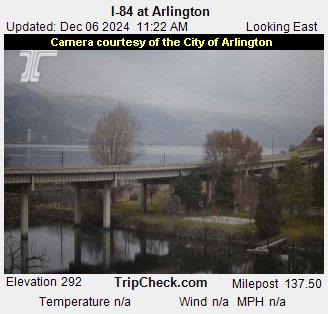 I-84 at Arlington
Updated: Dec 06 2024 11:22 AM Looking East
Camera courtesy of the City of Arlington
Elevation 292 TripCheck.com Milepost 137.50
Temperature n/a Wind n/a MPH n/a